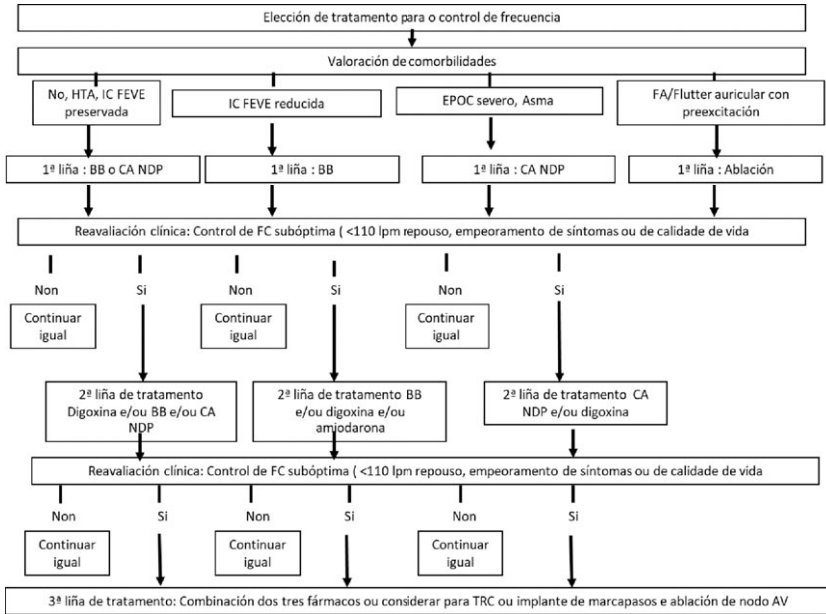 Elección de tratamento para o control de frecuencia
Valoración de comorbilidades
No, HTA, IC FEVE
preservada
IC FEVE reducida
EPOC severo, Asma
FA/Flutter auricular con
preexcitación
1ª liña : BB o CA NDP
1ª liña : BB
1ª liña : CA NDP
1ª liña : Ablación
Reavaliación clínica: Control de FC subóptima ( <110 lpm repouso, empeoramento de síntomas ou de calidade de vida
Non
Si
Non
Si
Non
Si
Continuar
igual
Continuar
igual
Continuar
igual
2ª liña de tratamento
Digoxina e/ou BB e/ou CA
NDP
2ª liña de tratamento BB
e/ou digoxina e/ou
amiodarona
2ª liña de tratamento CA
NDP e/ou digoxina
Reavaliación clínica: Control de FC subóptima ( <110 lpm repouso, empeoramento de síntomas ou de calidade de vida
Non
Si
Non
Si
Non
Si
Continuar
igual
Continuar
igual
Continuar
igual
3ª liña de tratamento: Combinación dos tres fármacos ou considerar para TRC ou implante de marcapasos e ablación de nodo AV